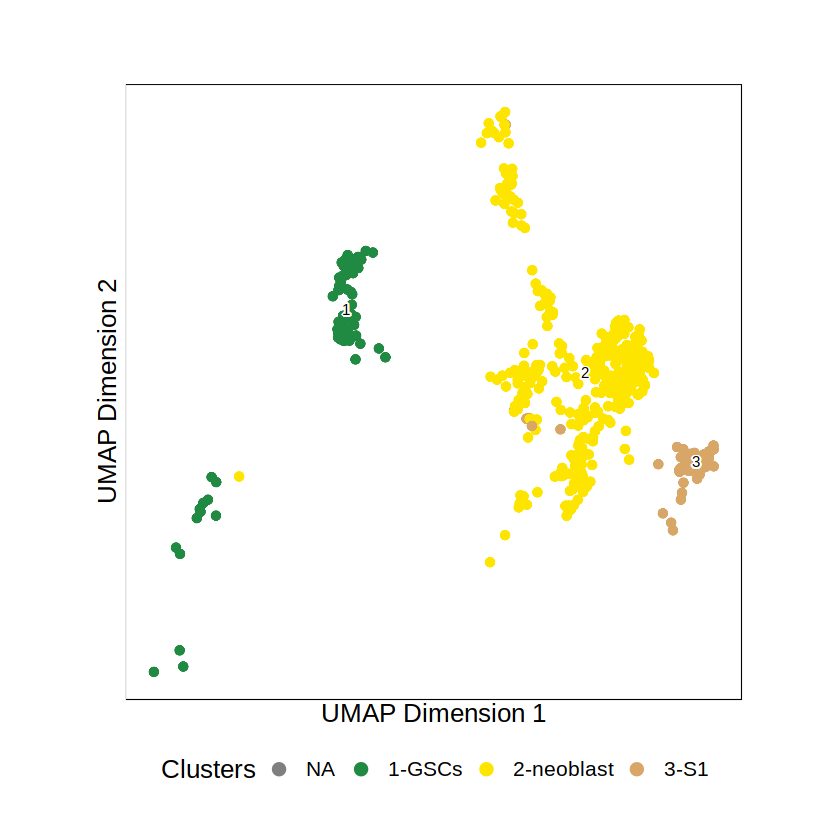 1
2
3
UMAP Dimension 2
UMAP Dimension 1
Clusters NA 1-GSCs 2-neoblast 3-S1